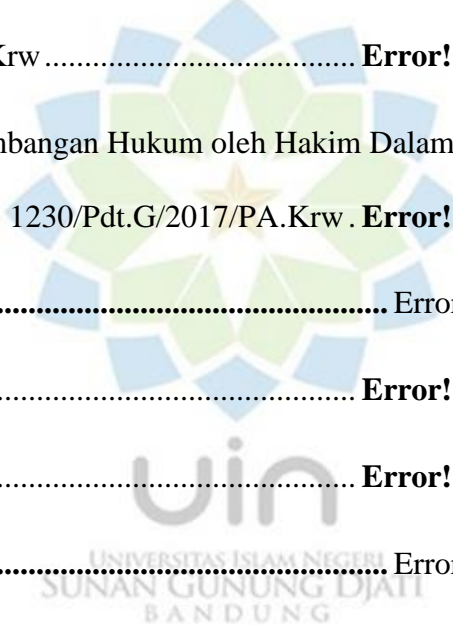 Krw ................................... Error!
mbangan Hukum oleh Hakim Dalam
1230/Pdt.G/2017/PA.Krw . Error!
............................................ Error
........................................ Error!
........................................ Error!
............................................ Error
uin
UNIVERSITAS ISLAM NEGERI
SUNAN GUNUNG DJATI
BANDUNG